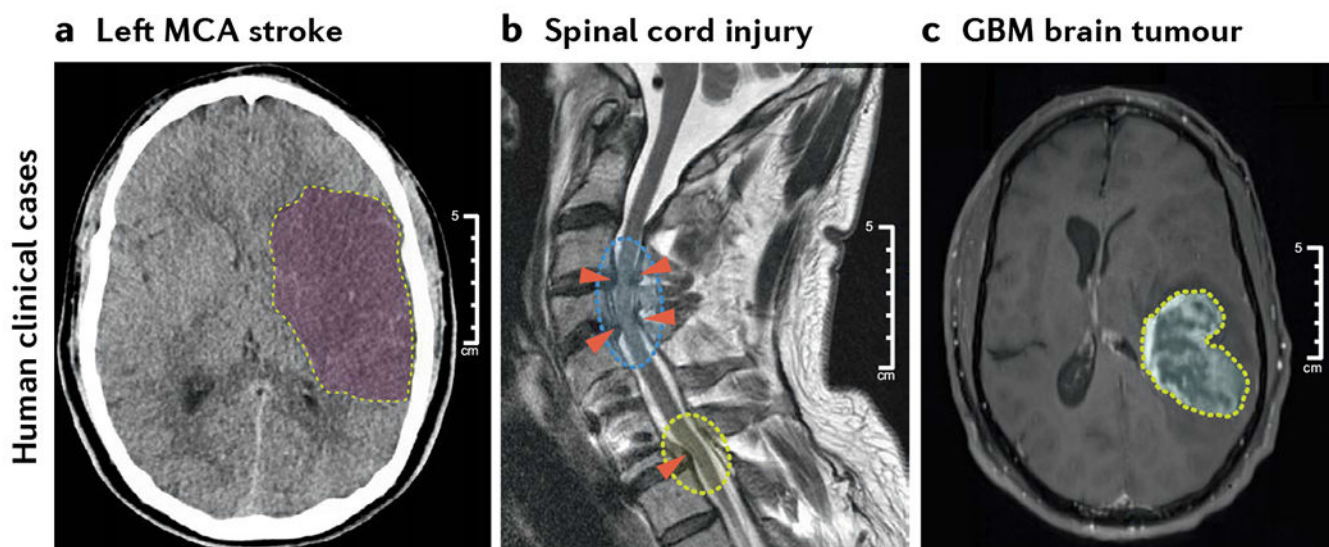 a Left MCA stroke
b Spinal cord injury
c GBM brain tumour
Human clinical cases
5
cm
5
cm
5
cm